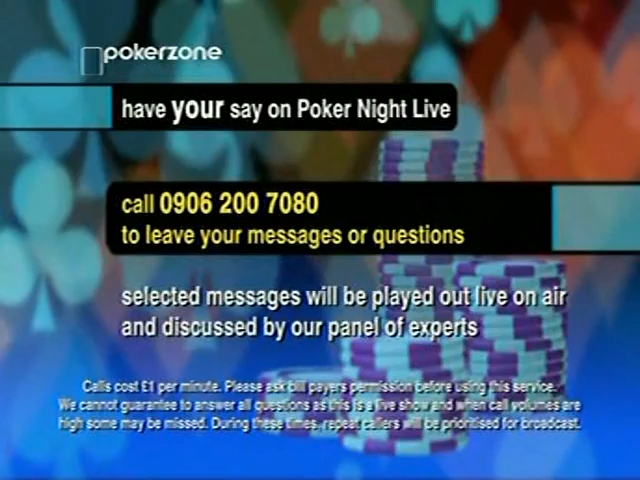 pokerzone
have your say on Poker Night Live
call 0906 200 7080
to leave your messages or questions
selected messages will be played out live on air
and discussed by our panel of experts
Calls cost £1 per minute. Please ask bill payers permission before using this service.
We cannot guarantee to answer all questions as this is a live show and when call volumes are
high some may be missed. During these times, repeat callers will be prioritised for broadcast.